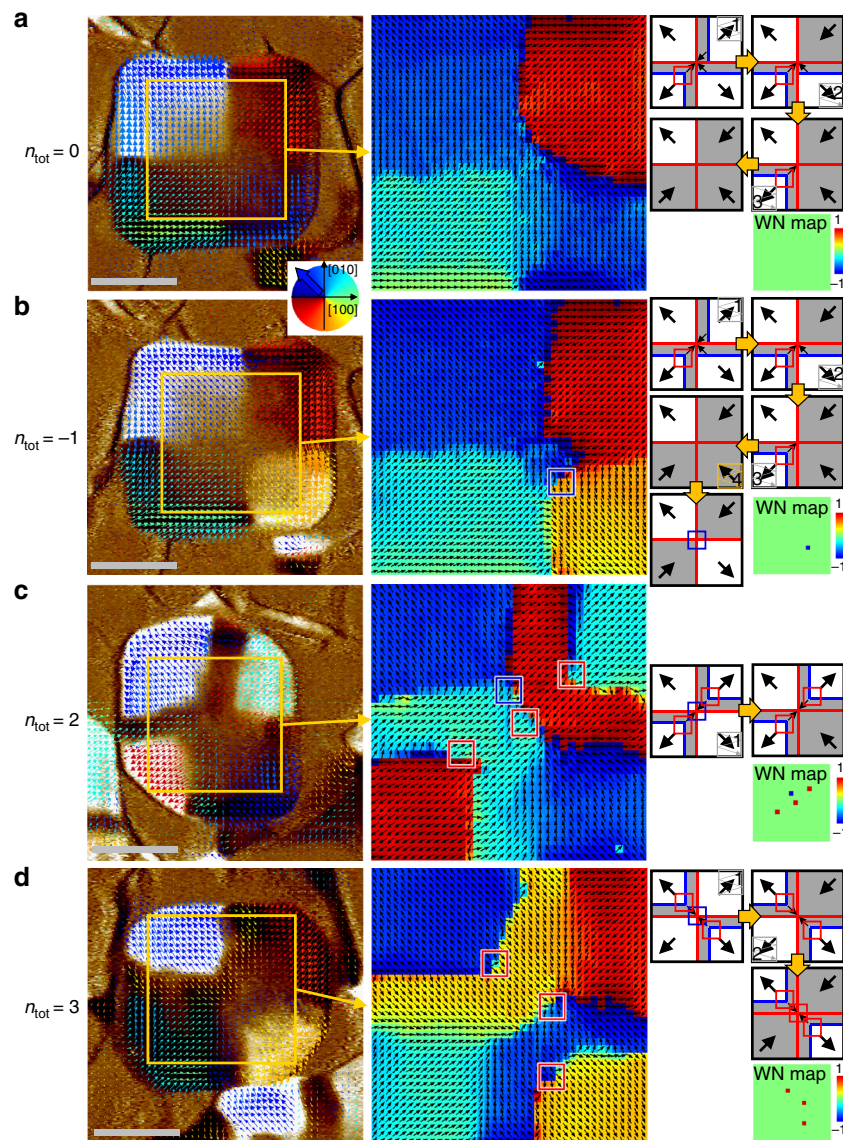 a
1
2
n_tot = 0
3
WN map
1
−1
[010]
[100]
b
1
2
n_tot = −1
3
4
WN map
1
−1
c
n_tot = 2
1
WN map
1
−1
d
1
2
n_tot = 3
WN map
1
−1